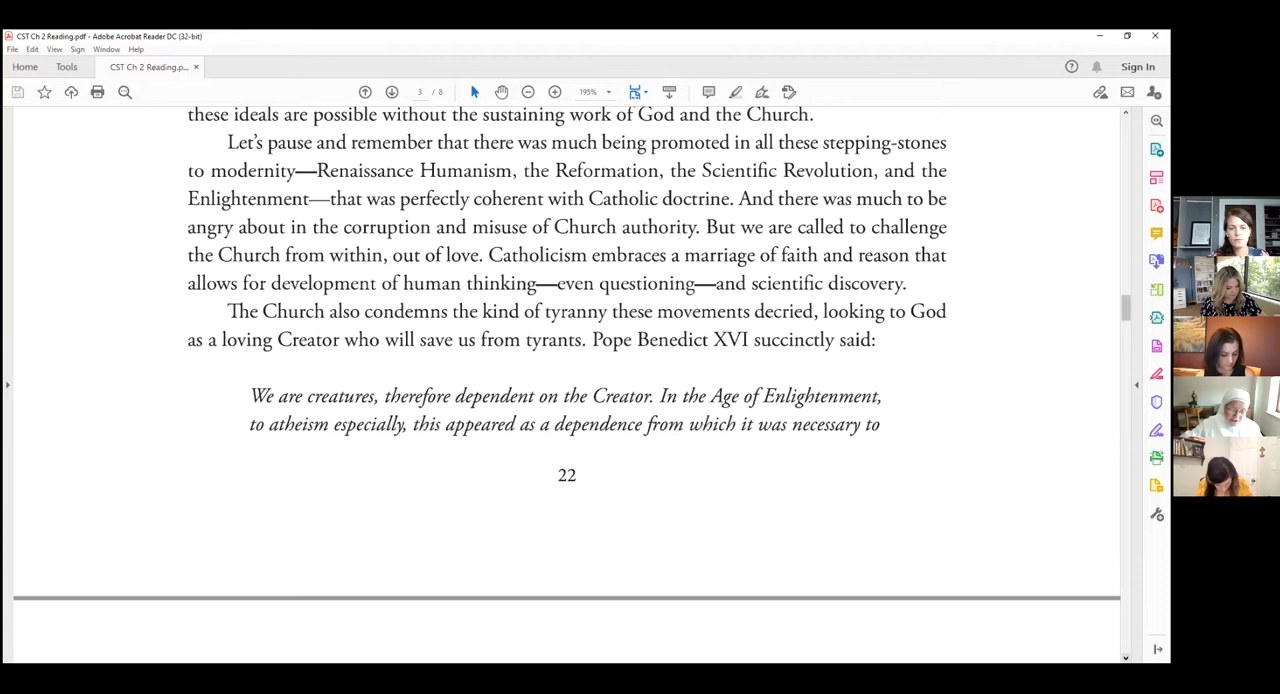 CST Ch 2 Reading.pdf - Adobe Acrobat Reader DC (32-bit)
File Edit View Sign Window Help
Home Tools CST Ch 2 Reading.p... × Sign In
3 / 8 195%
these ideals are possible without the sustaining work of God and the Church.
Let's pause and remember that there was much being promoted in all these stepping-stones
to modernity—Renaissance Humanism, the Reformation, the Scientific Revolution, and the
Enlightenment—that was perfectly coherent with Catholic doctrine. And there was much to be
angry about in the corruption and misuse of Church authority. But we are called to challenge
the Church from within, out of love. Catholicism embraces a marriage of faith and reason that
allows for development of human thinking—even questioning—and scientific discovery.
The Church also condemns the kind of tyranny these movements decried, looking to God
as a loving Creator who will save us from tyrants. Pope Benedict XVI succinctly said:
We are creatures, therefore dependent on the Creator. In the Age of Enlightenment,
to atheism especially, this appeared as a dependence from which it was necessary to
22